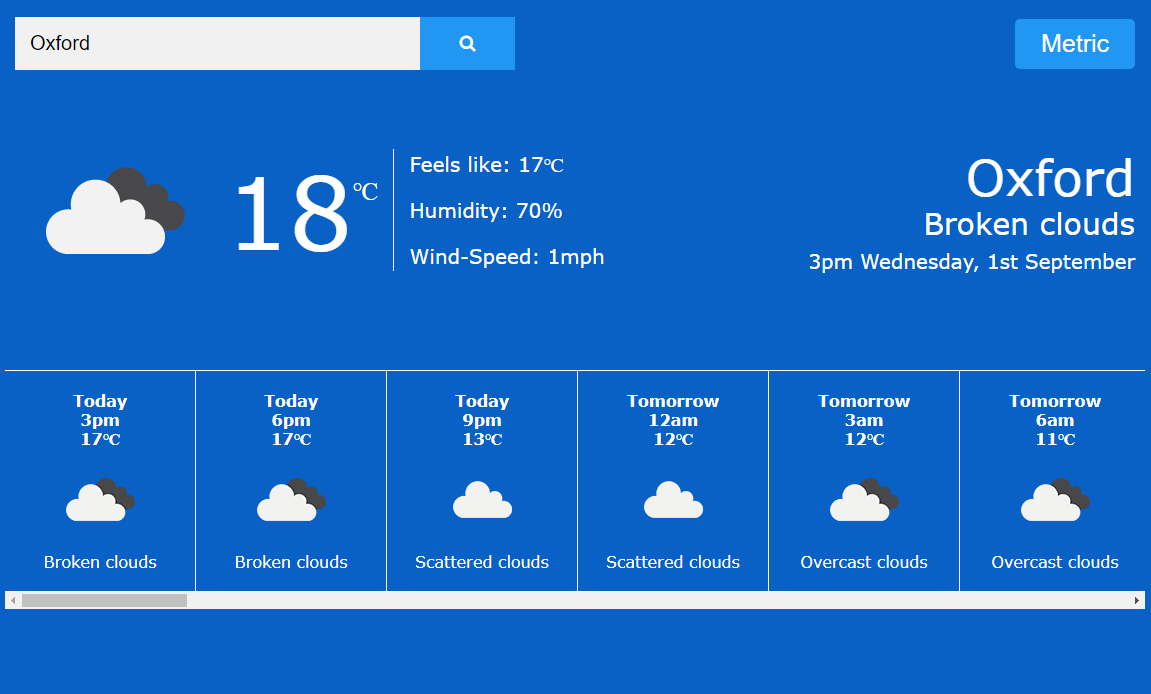 Oxford
Metric
18℃
Feels like: 17℃
Humidity: 70%
Wind-Speed: 1mph
Oxford
Broken clouds
3pm Wednesday, 1st September
Today
3pm
17℃
Broken clouds
Today
6pm
17℃
Broken clouds
Today
9pm
13℃
Scattered clouds
Tomorrow
12am
12℃
Scattered clouds
Tomorrow
3am
12℃
Overcast clouds
Tomorrow
6am
11℃
Overcast clouds